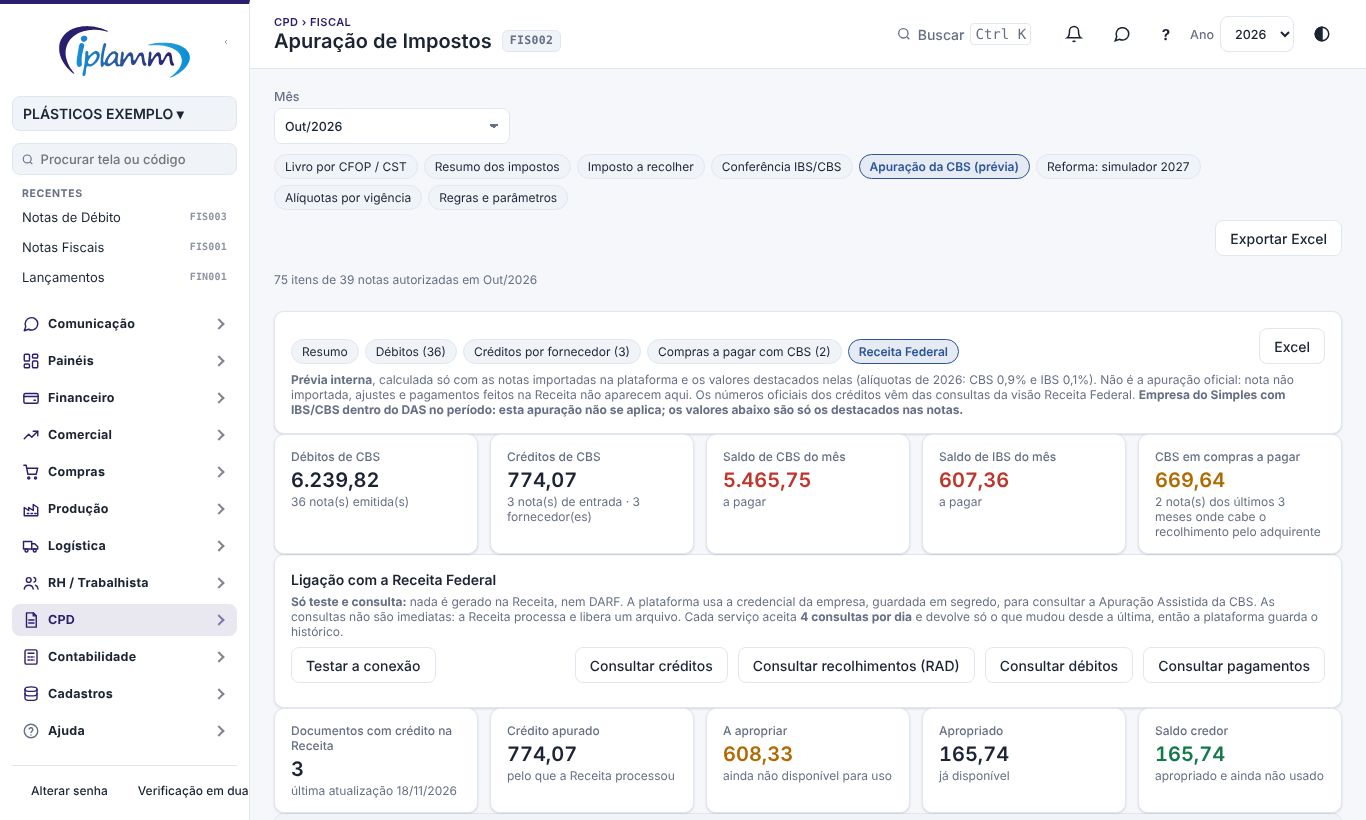 iplamm
PLÁSTICOS EXEMPLO ▾
Procurar tela ou código
RECENTES
Notas de Débito FIS003
Notas Fiscais FIS001
Lançamentos FIN001
Comunicação
Painéis
Financeiro
Comercial
Compras
Produção
Logística
RH / Trabalhista
CPD
Contabilidade
Cadastros
Ajuda
Alterar senha Verificação em dua
CPD › FISCAL
Apuração de Impostos FIS002
Buscar Ctrl K ? Ano 2026
Mês
Out/2026
Livro por CFOP / CST Resumo dos impostos Imposto a recolher Conferência IBS/CBS Apuração da CBS (prévia) Reforma: simulador 2027
Alíquotas por vigência Regras e parâmetros
Exportar Excel
75 itens de 39 notas autorizadas em Out/2026
Resumo Débitos (36) Créditos por fornecedor (3) Compras a pagar com CBS (2) Receita Federal Excel
Prévia interna, calculada só com as notas importadas na plataforma e os valores destacados nelas (alíquotas de 2026: CBS 0,9% e IBS 0,1%). Não é a apuração oficial: nota não
importada, ajustes e pagamentos feitos na Receita não aparecem aqui. Os números oficiais dos créditos vêm das consultas da visão Receita Federal. Empresa do Simples com
IBS/CBS dentro do DAS no período: esta apuração não se aplica; os valores abaixo são só os destacados nas notas.
Débitos de CBS
6.239,82
36 nota(s) emitida(s)
Créditos de CBS
774,07
3 nota(s) de entrada · 3
fornecedor(es)
Saldo de CBS do mês
5.465,75
a pagar
Saldo de IBS do mês
607,36
a pagar
CBS em compras a pagar
669,64
2 nota(s) dos últimos 3
meses onde cabe o
recolhimento pelo adquirente
Ligação com a Receita Federal
Só teste e consulta: nada é gerado na Receita, nem DARF. A plataforma usa a credencial da empresa, guardada em segredo, para consultar a Apuração Assistida da CBS. As
consultas não são imediatas: a Receita processa e libera um arquivo. Cada serviço aceita 4 consultas por dia e devolve só o que mudou desde a última, então a plataforma guarda o
histórico.
Testar a conexão Consultar créditos Consultar recolhimentos (RAD) Consultar débitos Consultar pagamentos
Documentos com crédito na
Receita
3
última atualização 18/11/2026
Crédito apurado
774,07
pelo que a Receita processou
A apropriar
608,33
ainda não disponível para uso
Apropriado
165,74
já disponível
Saldo credor
165,74
apropriado e ainda não usado